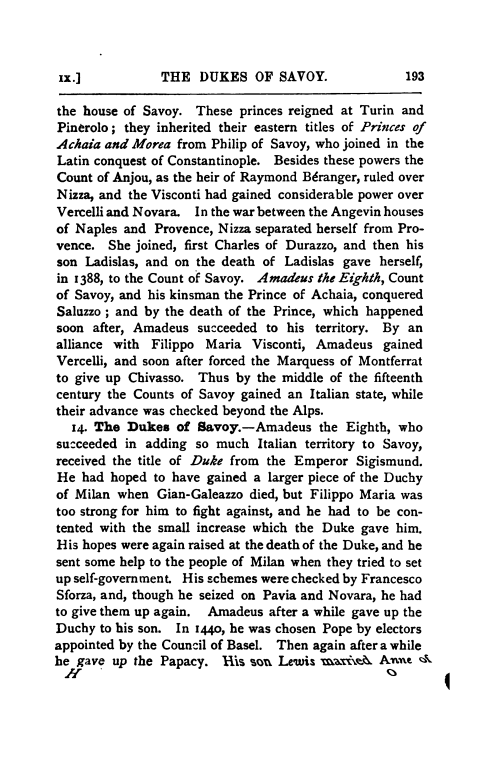 IX.] THE DUKES OF SAVOY. 193
the house of Savoy. These princes reigned at Turin and
Pinerolo; they inherited their eastern titles of Princes of
Achaia and Morea from Philip of Savoy, who joined in the
Latin conquest of Constantinople. Besides these powers the
Count of Anjou, as the heir of Raymond Béranger, ruled over
Nizza, and the Visconti had gained considerable power over
Vercelli and Novara. In the war between the Angevin houses
of Naples and Provence, Nizza separated herself from Pro-
vence. She joined, first Charles of Durazzo, and then his
son Ladislas, and on the death of Ladislas gave herself,
in 1388, to the Count of Savoy. Amadeus the Eighth, Count
of Savoy, and his kinsman the Prince of Achaia, conquered
Saluzzo ; and by the death of the Prince, which happened
soon after, Amadeus succeeded to his territory. By an
alliance with Filippo Maria Visconti, Amadeus gained
Vercelli, and soon after forced the Marquess of Montferrat
to give up Chivasso. Thus by the middle of the fifteenth
century the Counts of Savoy gained an Italian state, while
their advance was checked beyond the Alps.
14. The Dukes of Savoy.—Amadeus the Eighth, who
succeeded in adding so much Italian territory to Savoy,
received the title of Duke from the Emperor Sigismund.
He had hoped to have gained a larger piece of the Duchy
of Milan when Gian-Galeazzo died, but Filippo Maria was
too strong for him to fight against, and he had to be con-
tented with the small increase which the Duke gave him.
His hopes were again raised at the death of the Duke, and he
sent some help to the people of Milan when they tried to set
up self-government. His schemes were checked by Francesco
Sforza, and, though he seized on Pavia and Novara, he had
to give them up again. Amadeus after a while gave up the
Duchy to his son. In 1440, he was chosen Pope by electors
appointed by the Council of Basel. Then again after a while
he gave up the Papacy. His son Lewis married Anne of
H O